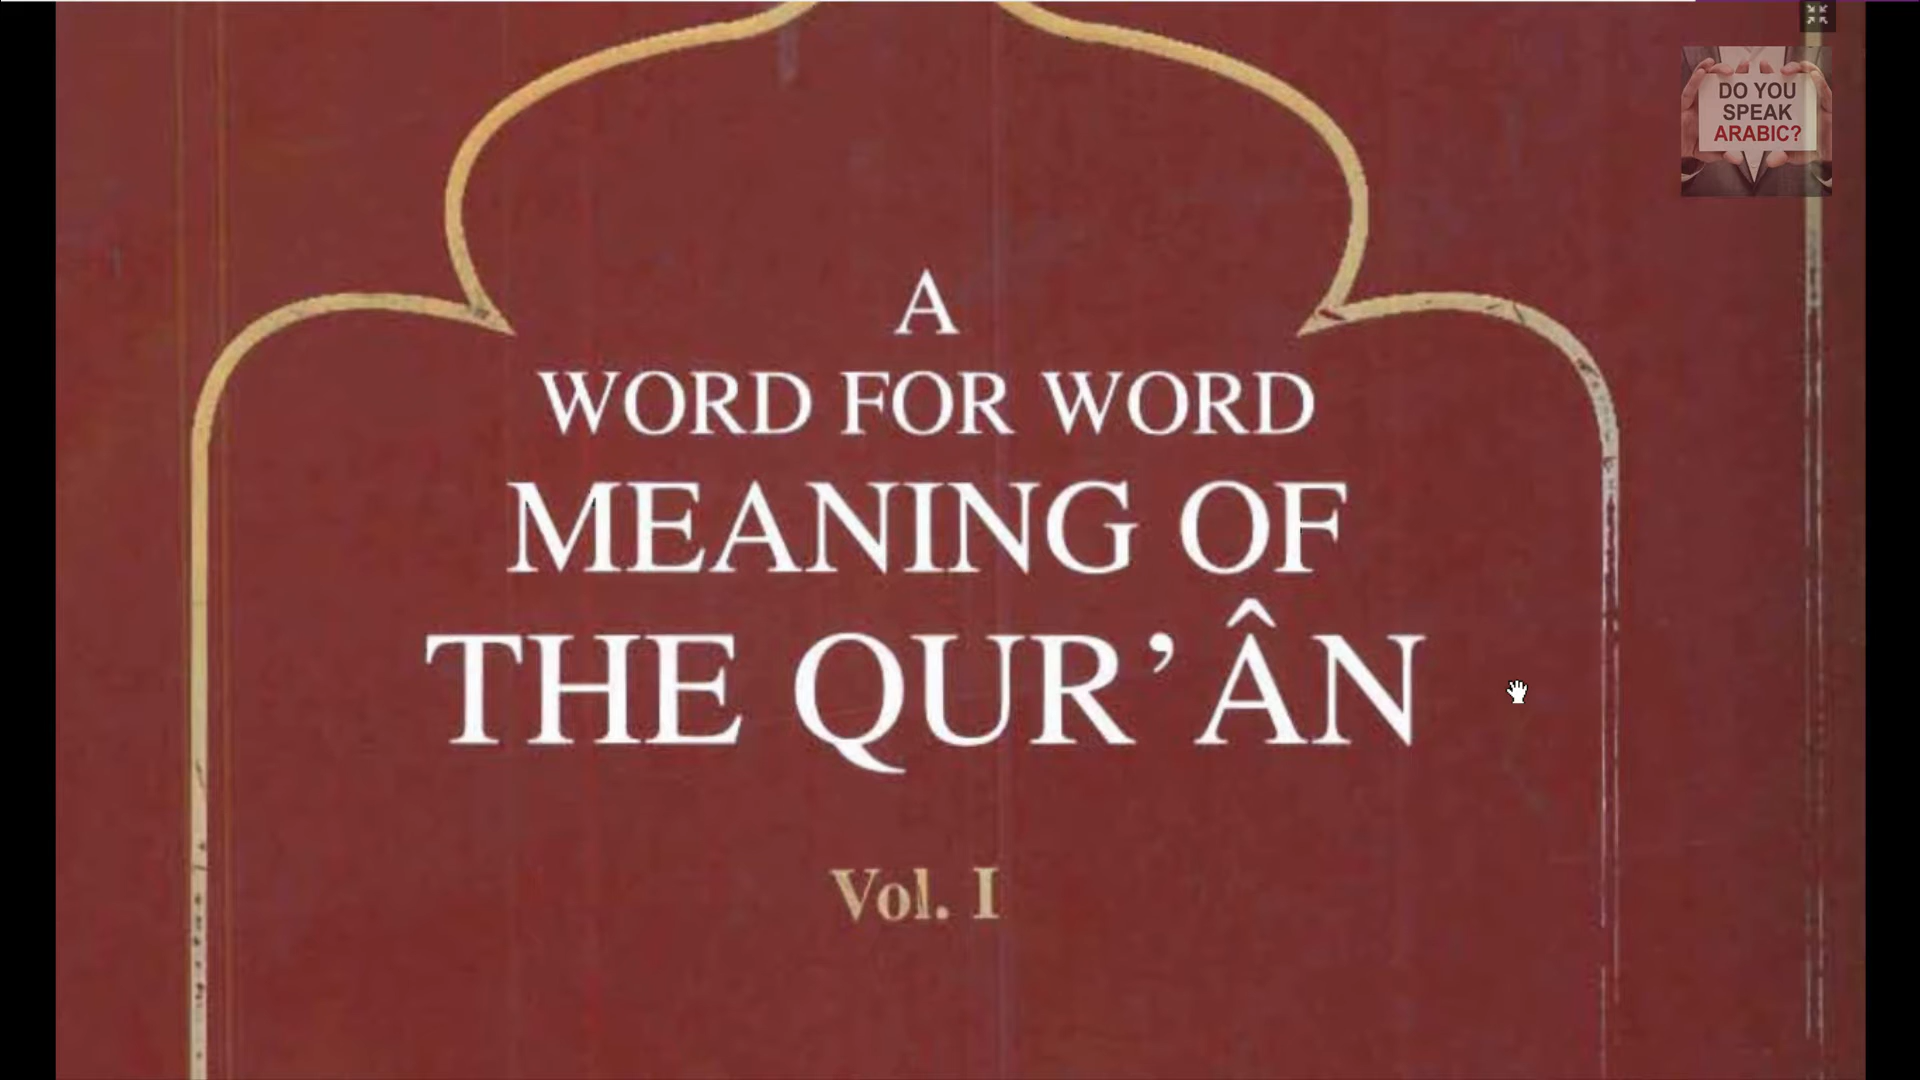 DO YOU
SPEAK
ARABIC?
A
WORD FOR WORD
MEANING OF
THE QUR’ÂN
Vol. I